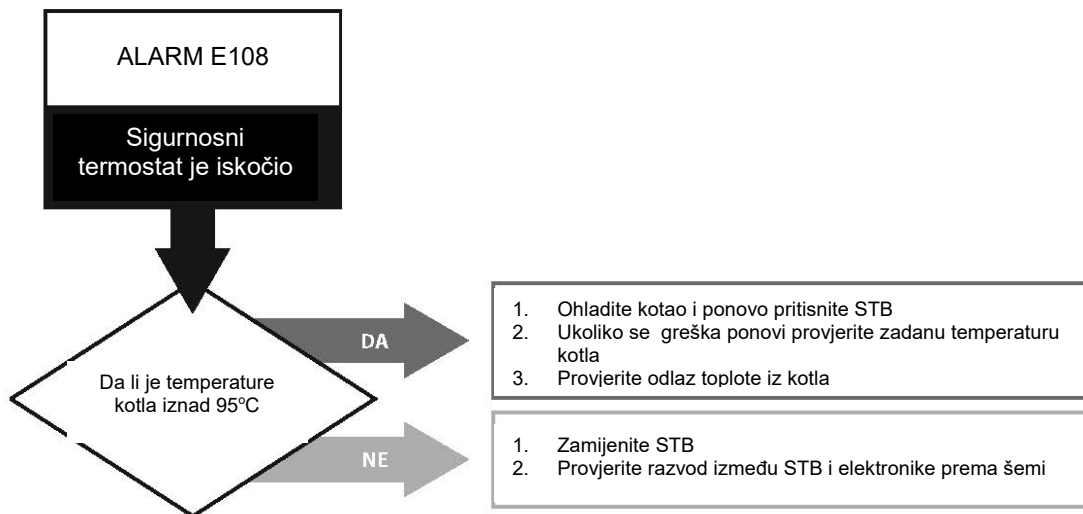 ALARM E108
Sigurnosni
termostat je iskočio
Da li je temperature
kotla iznad 95°C
DA
1. Ohladite kotao i ponovo pritisnite STB
2. Ukoliko se greška ponovi provjerite zadanu temperaturu
kotla
3. Provjerite odlaz toplote iz kotla
NE
1. Zamijenite STB
2. Provjerite razvod između STB i elektronike prema šemi